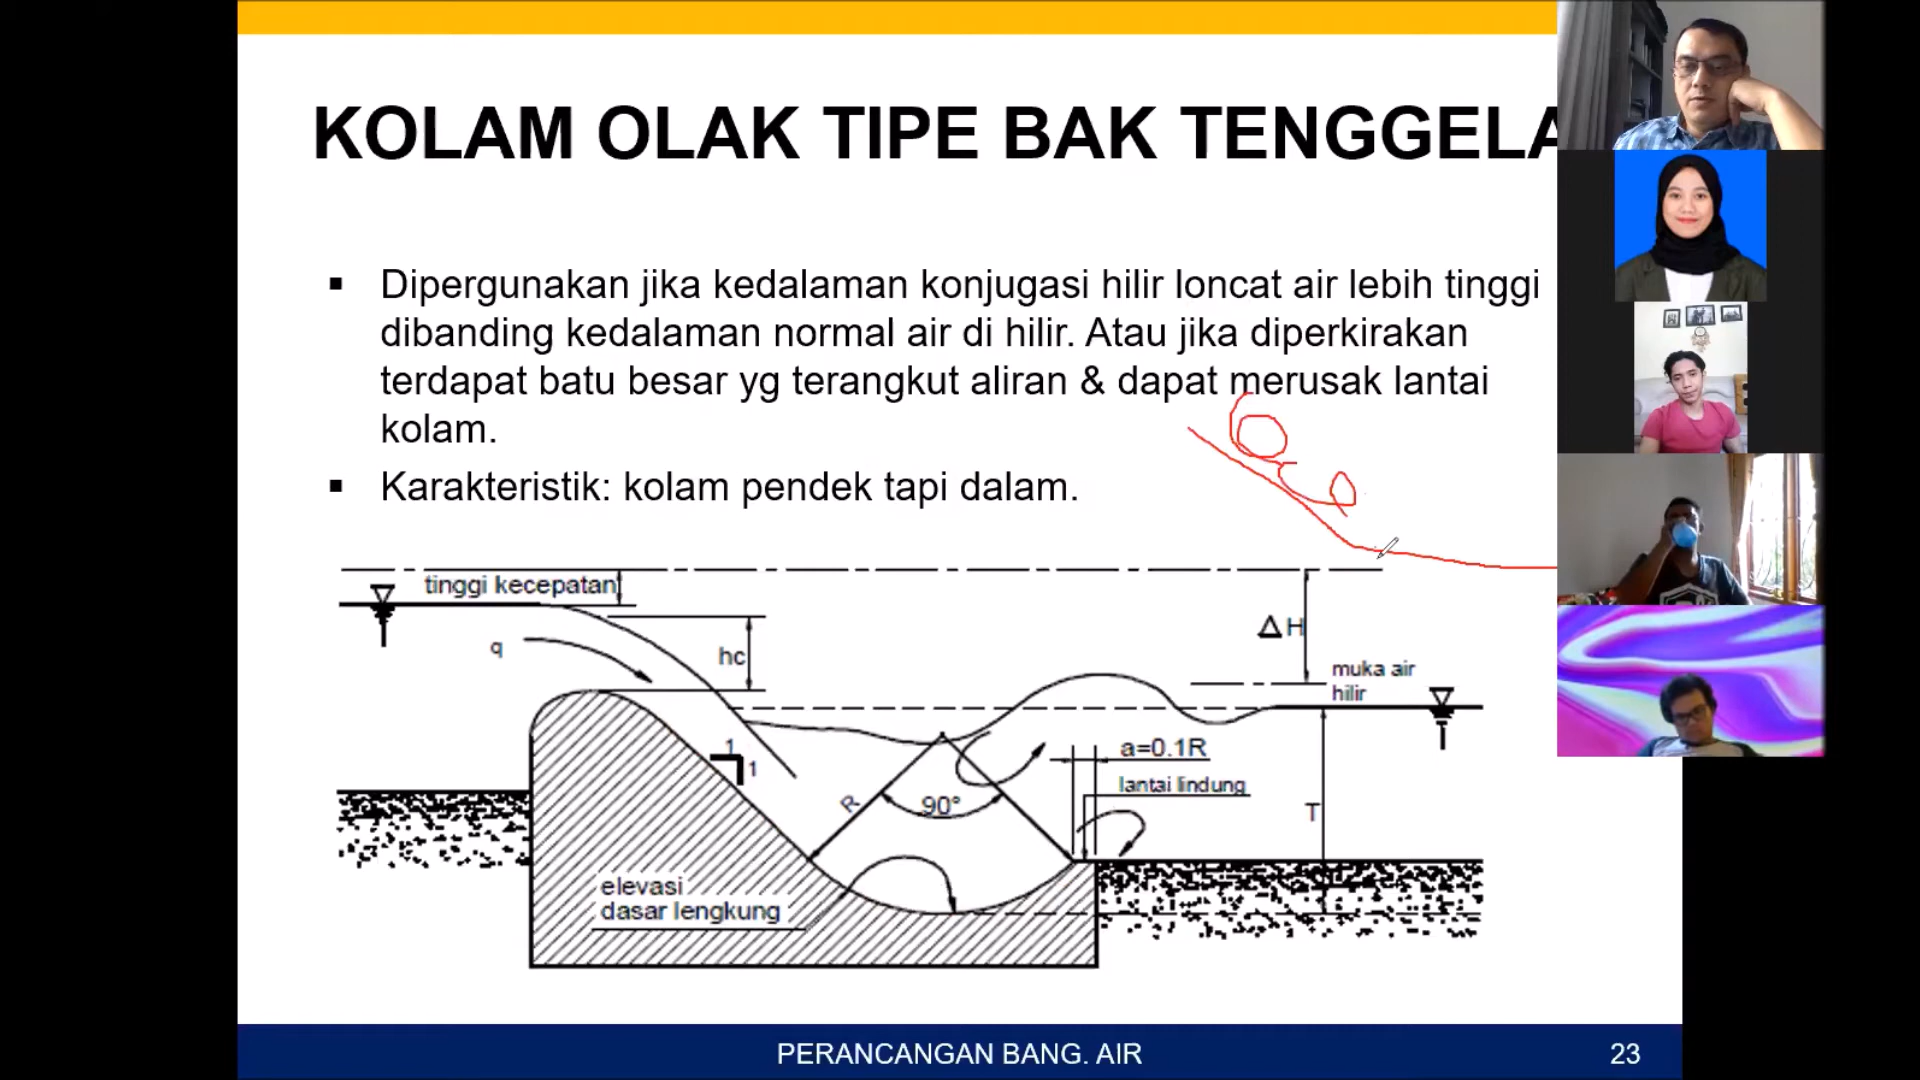 KOLAM OLAK TIPE BAK TENGGELA
▪ Dipergunakan jika kedalaman konjugasi hilir loncat air lebih tinggi
dibanding kedalaman normal air di hilir. Atau jika diperkirakan
terdapat batu besar yg terangkut aliran & dapat merusak lantai
kolam.
▪ Karakteristik: kolam pendek tapi dalam.
tinggi kecepatan
q
hc
ΔH
muka air
hilir
1
1
R
90°
a=0.1R
lantai lindung
T
elevasi
dasar lengkung
PERANCANGAN BANG. AIR
23